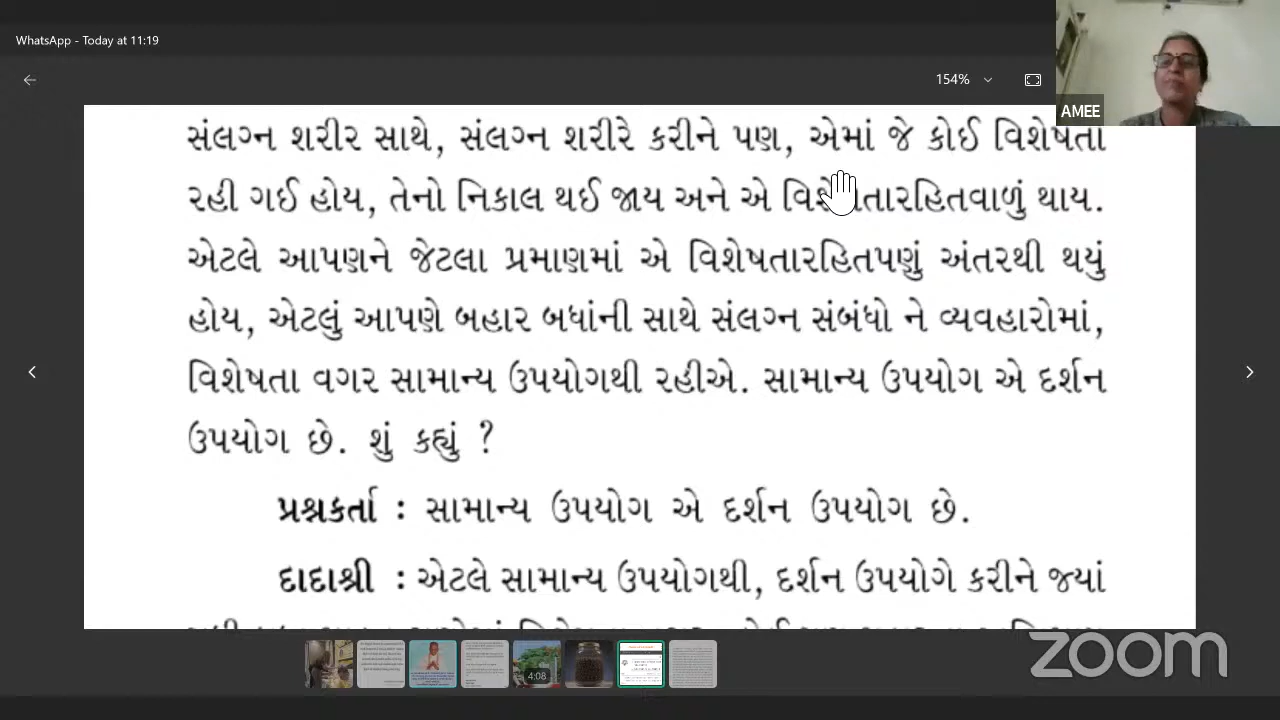 WhatsApp - Today at 11:19
154%
AMEE
સંલગ્ન શરીર સાથે, સંલગ્ન શરીરે કરીને પણ, એમાં જે કોઈ વિશેષતા
રહી ગઈ હોય, તેનો નિકાલ થઈ જાય અને એ વિશેષતારહિતવાળું થાય.
એટલે આપણને જેટલા પ્રમાણમાં એ વિશેષતારહિતપણું અંતરથી થયું
હોય, એટલું આપણે બહાર બધાંની સાથે સંલગ્ન સંબંધો ને વ્યવહારોમાં,
વિશેષતા વગર સામાન્ય ઉપયોગથી રહીએ. સામાન્ય ઉપયોગ એ દર્શન
ઉપયોગ છે. શું કહ્યું ?
પ્રશ્નકર્તા : સામાન્ય ઉપયોગ એ દર્શન ઉપયોગ છે.
દાદાશ્રી : એટલે સામાન્ય ઉપયોગથી, દર્શન ઉપયોગે કરીને જ્યાં
4:08
zoom